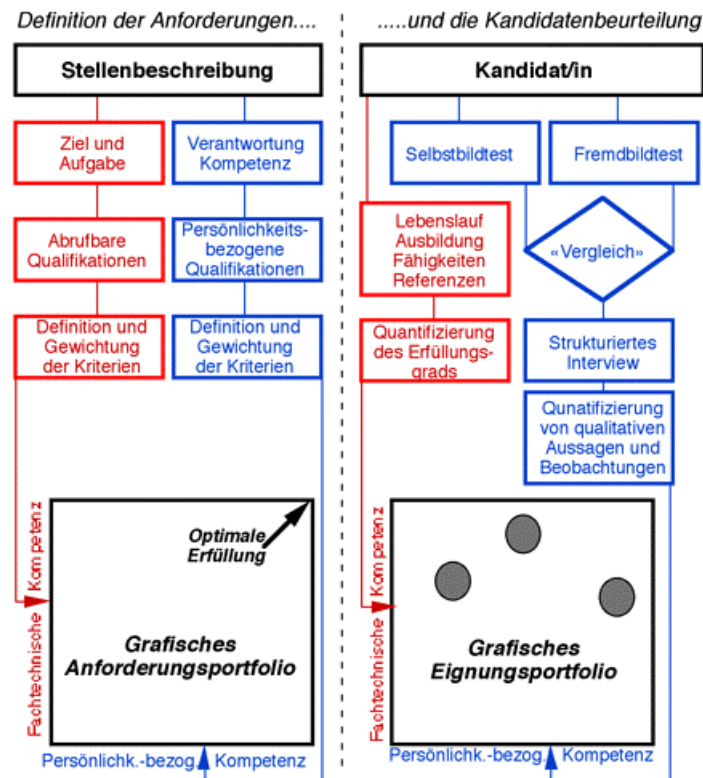 Definition der Anforderungen....
Stellenbeschreibung
Ziel und
Aufgabe
Verantwortung
Kompetenz
Abrufbare
Qualifikationen
Persönlichkeits-
bezogene
Qualifikationen
Definition und
Gewichtung
der Kriterien
Definition und
Gewichtung
der Kriterien
Optimale
Erfüllung
Grafisches
Anforderungsportfolio
Fachtechnische Kompetenz
Persönlichk.-bezog. Kompetenz
.....und die Kandidatenbeurteilung
Kandidat/in
Selbstbildtest
Fremdbildtest
Lebenslauf
Ausbildung
Fähigkeiten
Referenzen
«Vergleich»
Quantifizierung
des Erfüllungs-
grads
Strukturiertes
Interview
Qunatifizierung
von qualitativen
Aussagen und
Beobachtungen
Grafisches
Eignungsportfolio
Fachtechnische Kompetenz
Persönlichk.-bezog. Kompetenz